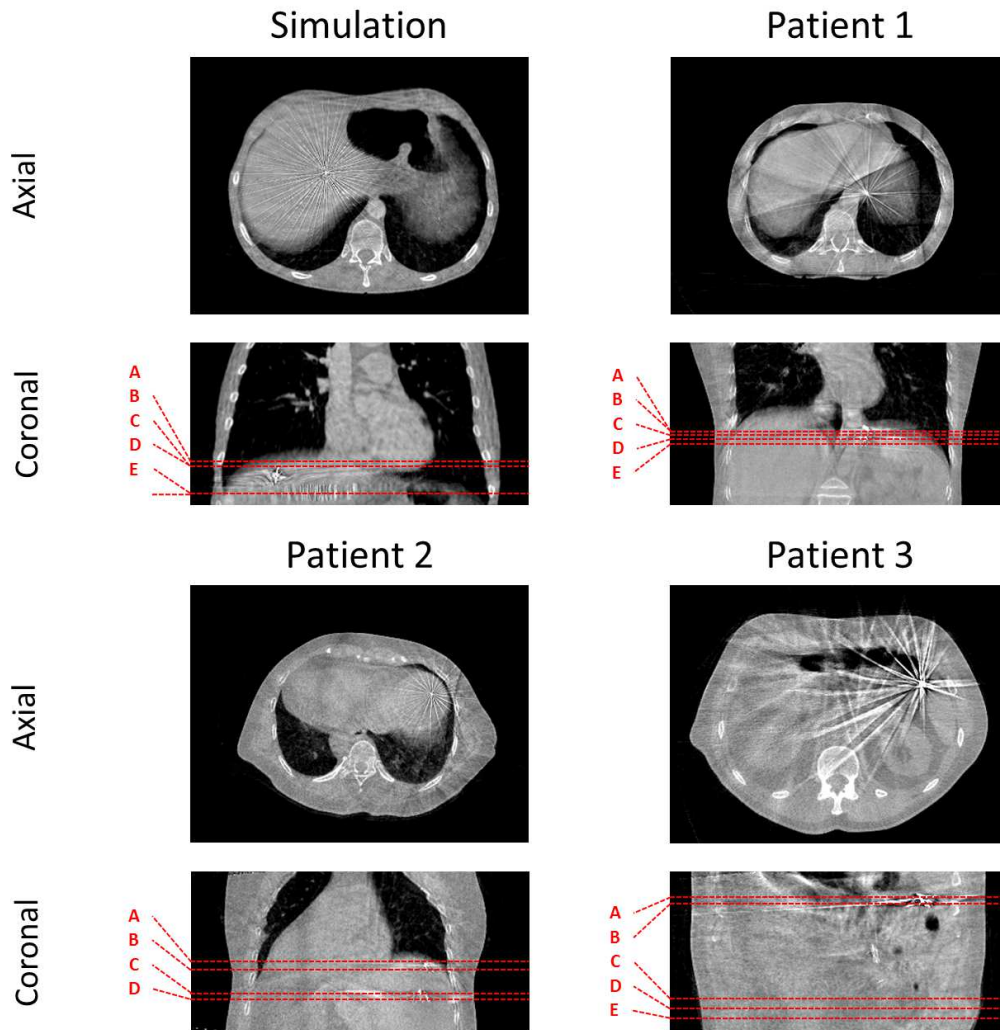 Simulation
Patient 1
Axial
Coronal
A
B
C
D
E
A
B
C
D
E
Patient 2
Patient 3
Axial
Coronal
A
B
C
D
A
B
C
D
E